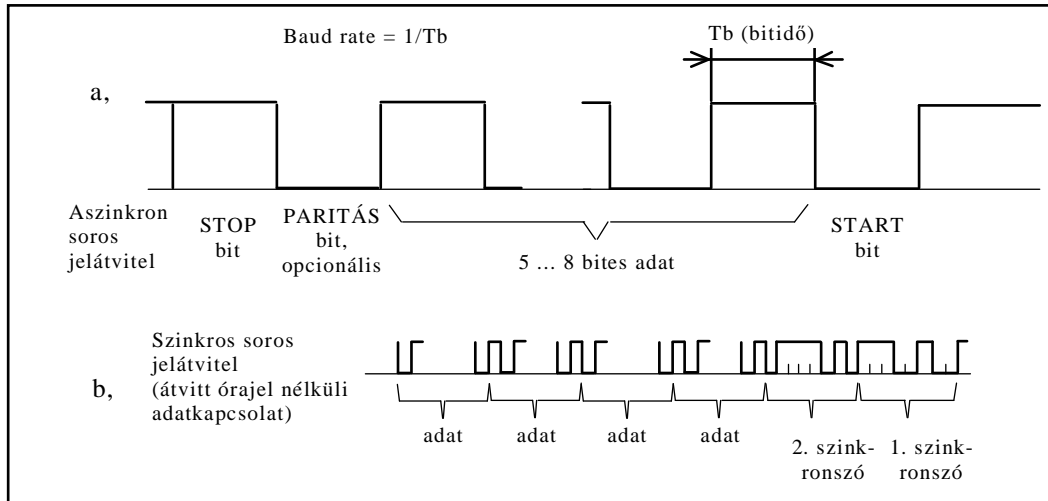 Baud rate = 1/Tb
Tb (bitidő)
a,
Aszinkron
soros
jelátvitel
STOP
bit
PARITÁS
bit,
opcionális
5 ... 8 bites adat
START
bit
Szinkros soros
jelátvitel
(átvitt órajel nélküli
adatkapcsolat)
b,
adat
adat
adat
adat
2. szink-
ronszó
1. szink-
ronszó